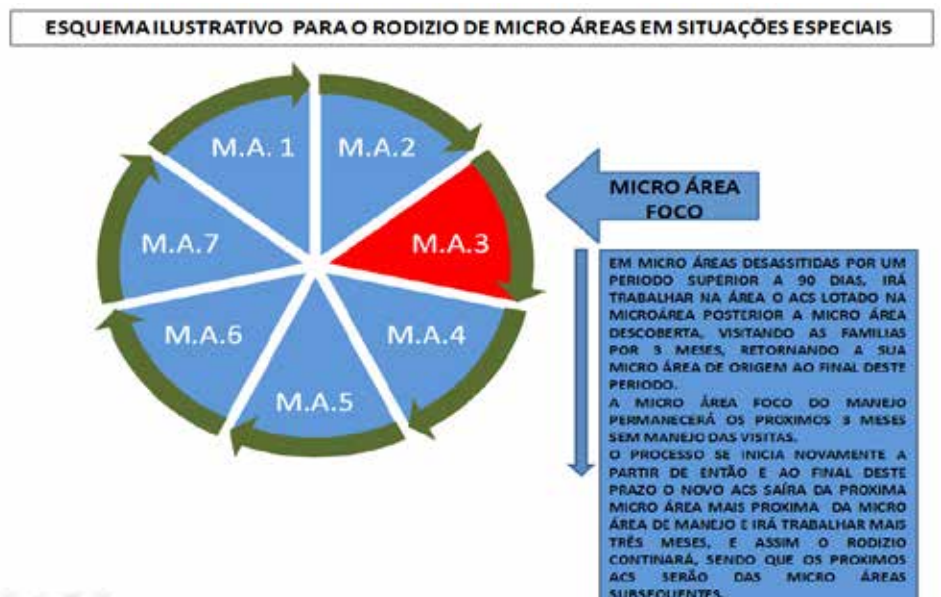 ESQUEMA ILUSTRATIVO PARA O RODIZIO DE MICRO ÁREAS EM SITUAÇÕES ESPECIAIS
M.A. 1
M.A.2
M.A.3
M.A.4
M.A.5
M.A.6
M.A.7
MICRO ÁREA
FOCO
EM MICRO ÁREAS DESASSITIDAS POR UM
PERIODO SUPERIOR A 90 DIAS, IRÁ
TRABALHAR NA ÁREA O ACS LOTADO NA
MICROÁREA POSTERIOR A MICRO ÁREA
DESCOBERTA, VISITANDO AS FAMILIAS
POR 3 MESES, RETORNANDO A SUA
MICRO ÁREA DE ORIGEM AO FINAL DESTE
PERIODO.
A MICRO ÁREA FOCO DO MANEJO
PERMANECERÁ OS PROXIMOS 3 MESES
SEM MANEJO DAS VISITAS.
O PROCESSO SE INICIA NOVAMENTE A
PARTIR DE ENTÃO E AO FINAL DESTE
PRAZO O NOVO ACS SAÍRA DA PROXIMA
MICRO ÁREA MAIS PROXIMA DA MICRO
ÁREA DE MANEJO E IRÁ TRABALHAR MAIS
TRÊS MESES, E ASSIM O RODIZIO
CONTINARÁ, SENDO QUE OS PROXIMOS
ACS SERÃO DAS MICRO ÁREAS
SUBSEQUENTES.